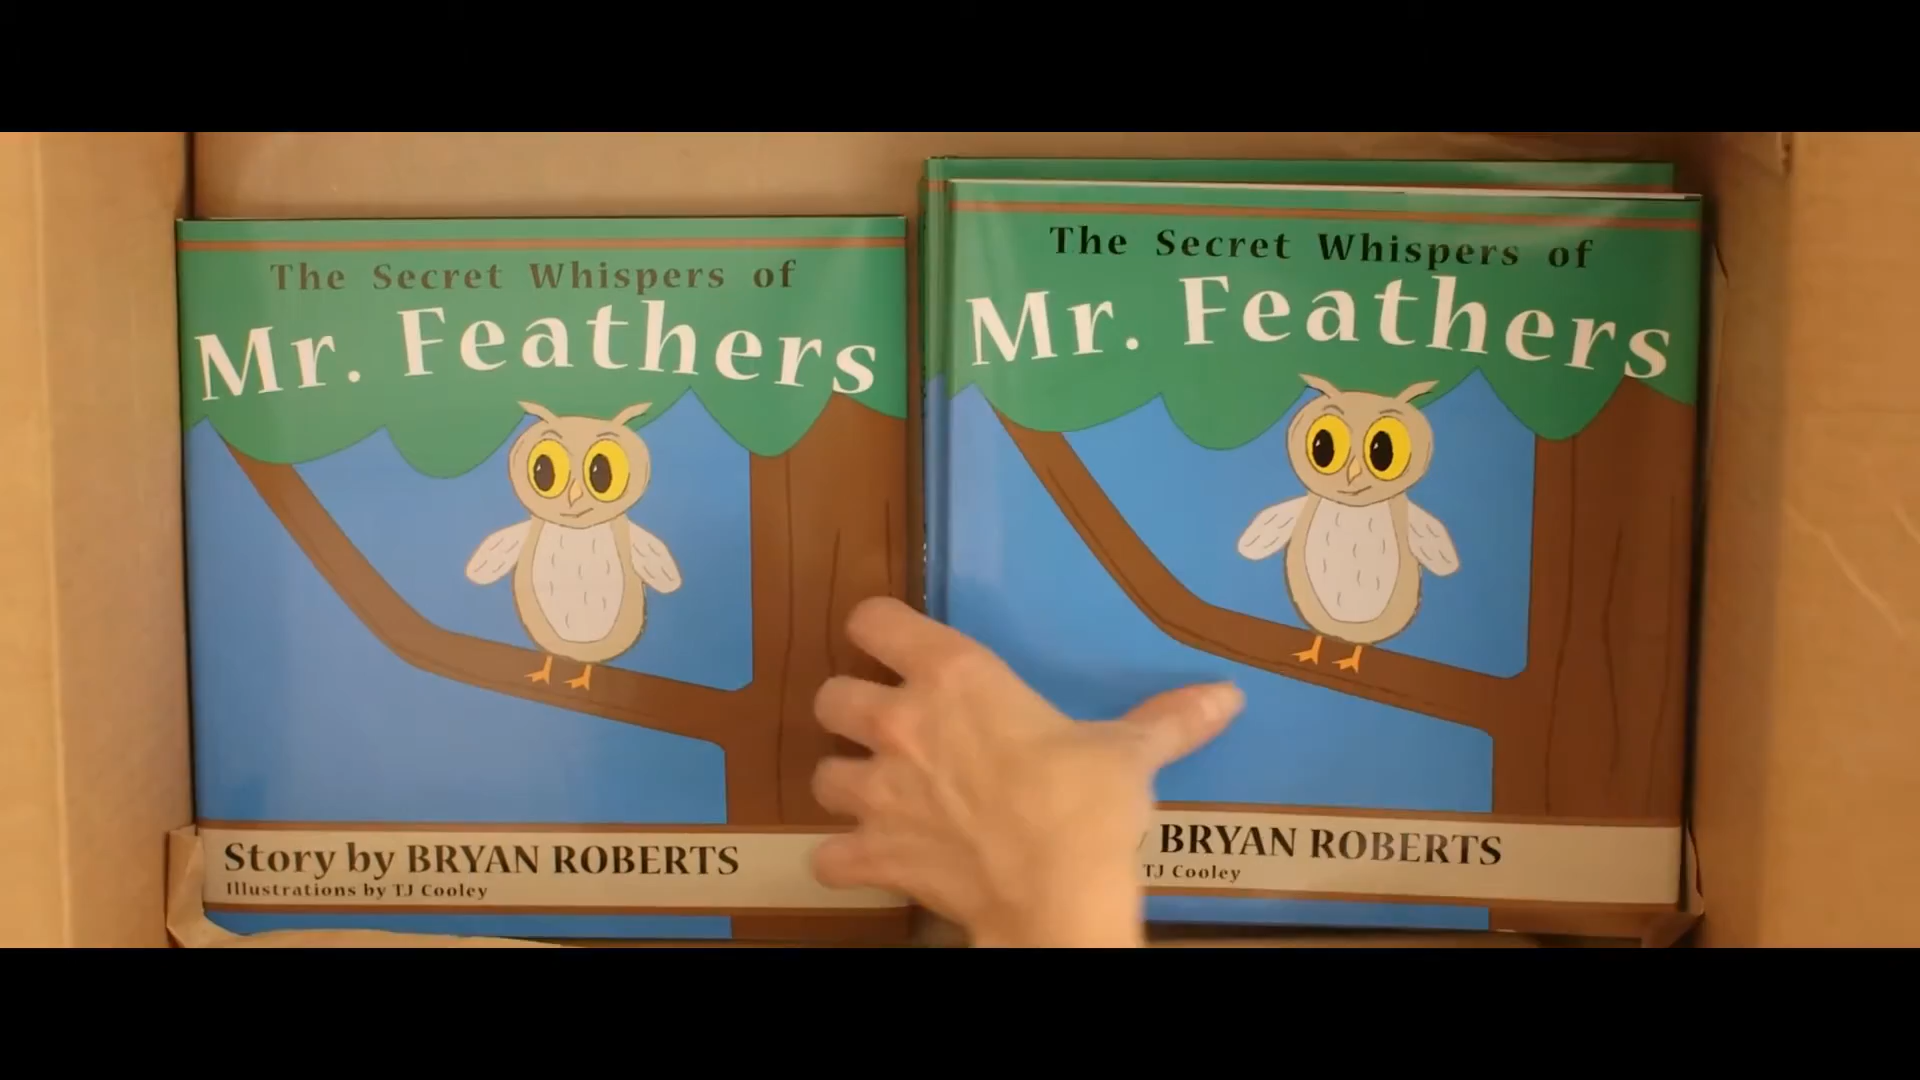 The Secret Whispers of
Mr. Feathers
Story by BRYAN ROBERTS
Illustrations by TJ Cooley
The Secret Whispers of
Mr. Feathers
BRYAN ROBERTS
TJ Cooley